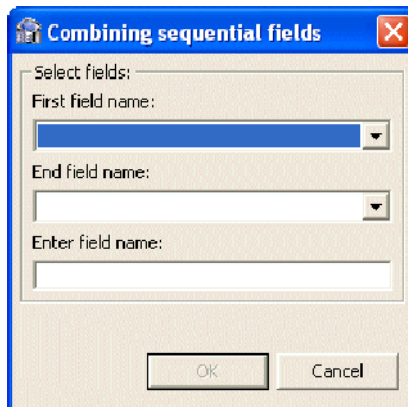 Combining sequential fields
Select fields:
First field name:
End field name:
Enter field name:
OK Cancel